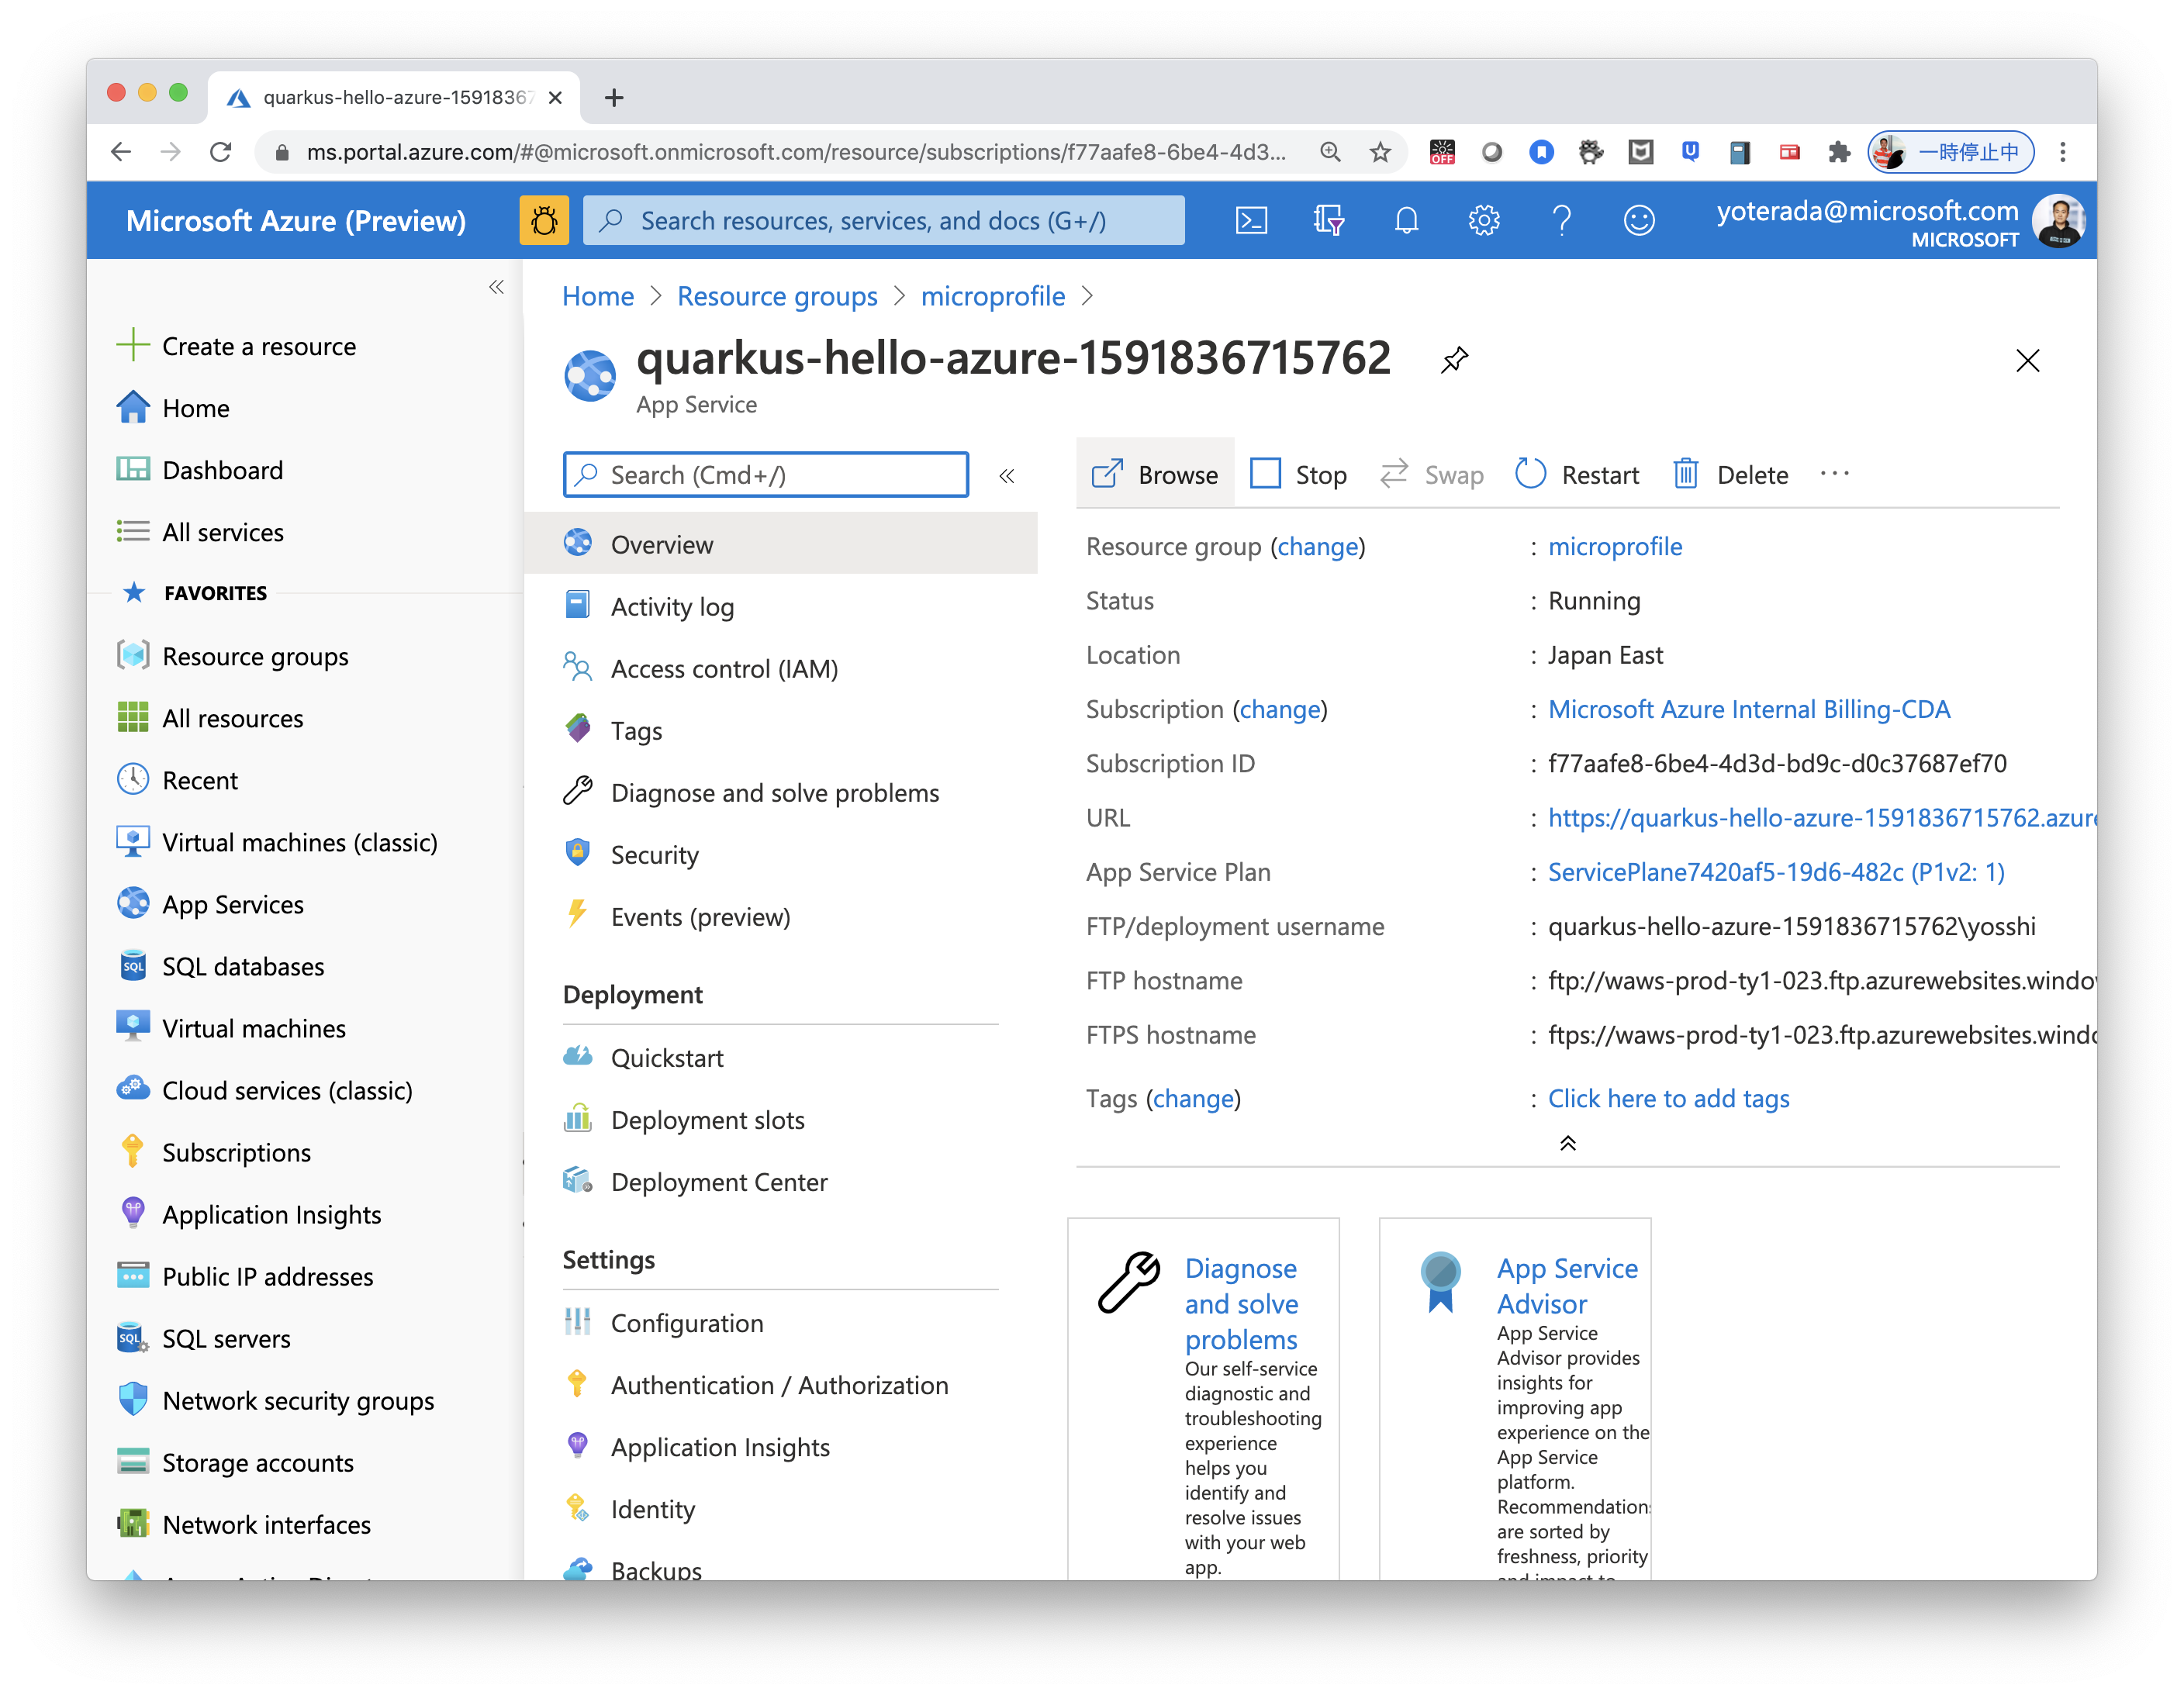 quarkus-hello-azure-1591836
ms.portal.azure.com/#@microsoft.onmicrosoft.com/resource/subscriptions/f77aafe8-6be4-4d3...
OFF
一時停止中
Microsoft Azure (Preview)
Search resources, services, and docs (G+/)
yoterada@microsoft.com
MICROSOFT
Create a resource
Home
Dashboard
All services
FAVORITES
Resource groups
All resources
Recent
Virtual machines (classic)
App Services
SQL databases
Virtual machines
Cloud services (classic)
Subscriptions
Application Insights
Public IP addresses
SQL servers
Network security groups
Storage accounts
Network interfaces
Home > Resource groups > microprofile >
quarkus-hello-azure-1591836715762
App Service
Search (Cmd+/)
Overview
Activity log
Access control (IAM)
Tags
Diagnose and solve problems
Security
Events (preview)
Deployment
Quickstart
Deployment slots
Deployment Center
Settings
Configuration
Authentication / Authorization
Application Insights
Identity
Backups
Browse Stop Swap Restart Delete ...
Resource group (change) : microprofile
Status : Running
Location : Japan East
Subscription (change) : Microsoft Azure Internal Billing-CDA
Subscription ID : f77aafe8-6be4-4d3d-bd9c-d0c37687ef70
URL : https://quarkus-hello-azure-1591836715762.azure
App Service Plan : ServicePlane7420af5-19d6-482c (P1v2: 1)
FTP/deployment username : quarkus-hello-azure-1591836715762\yosshi
FTP hostname : ftp://waws-prod-ty1-023.ftp.azurewebsites.windo
FTPS hostname : ftps://waws-prod-ty1-023.ftp.azurewebsites.wind
Tags (change) : Click here to add tags
Diagnose
and solve
problems
Our self-service
diagnostic and
troubleshooting
experience
helps you
identify and
resolve issues
with your web
app.
App Service
Advisor
App Service
Advisor provides
insights for
improving app
experience on the
App Service
platform.
Recommendations
are sorted by
freshness, priority
and impact to